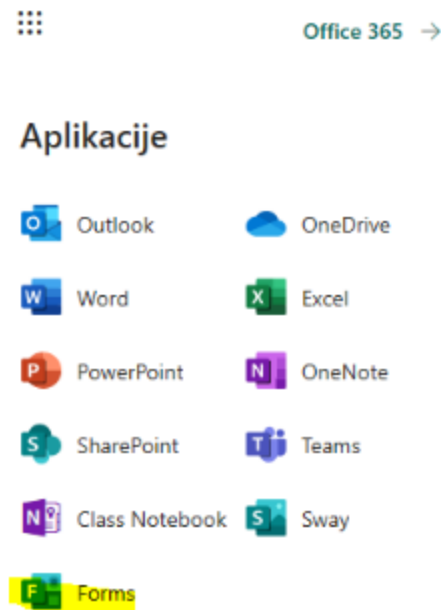 Office 365 →
Aplikacije
Outlook OneDrive
Word Excel
PowerPoint OneNote
SharePoint Teams
Class Notebook Sway
Forms